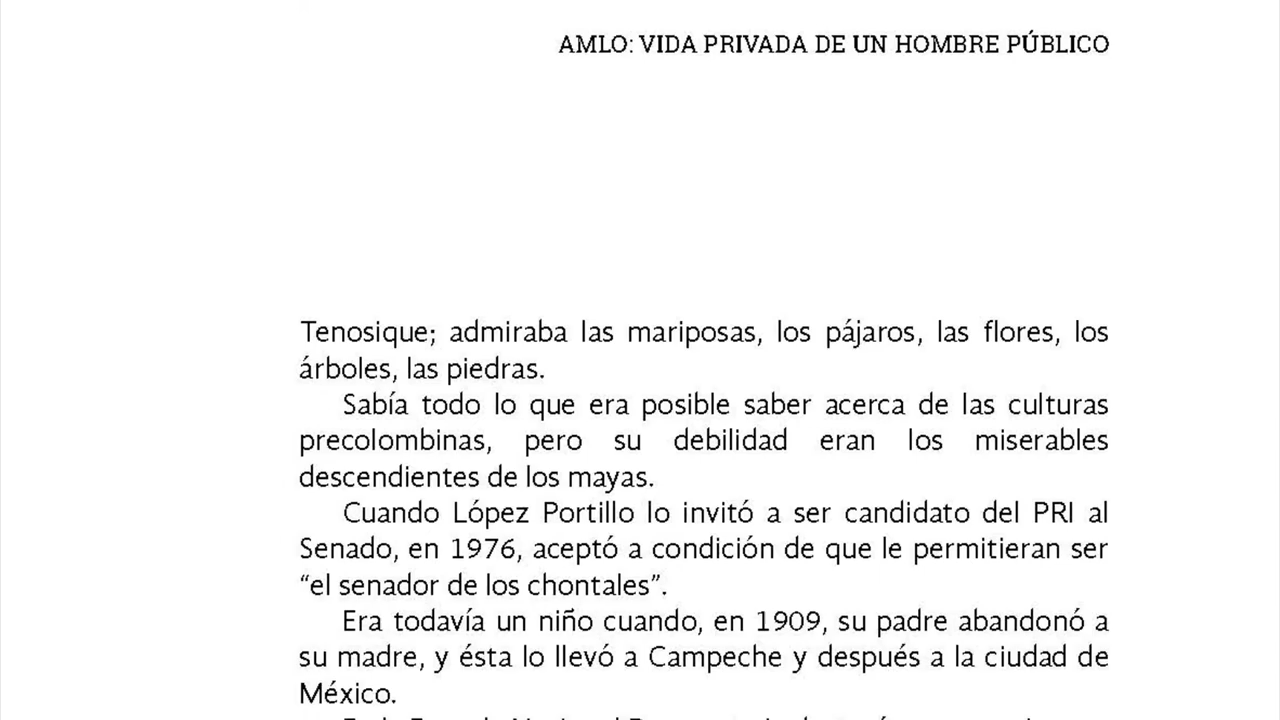 AMLO: VIDA PRIVADA DE UN HOMBRE PÚBLICO
Tenosique; admiraba las mariposas, los pájaros, las flores, los
árboles, las piedras.
Sabía todo lo que era posible saber acerca de las culturas
precolombinas, pero su debilidad eran los miserables
descendientes de los mayas.
Cuando López Portillo lo invitó a ser candidato del PRI al
Senado, en 1976, aceptó a condición de que le permitieran ser
“el senador de los chontales”.
Era todavía un niño cuando, en 1909, su padre abandonó a
su madre, y ésta lo llevó a Campeche y después a la ciudad de
México.